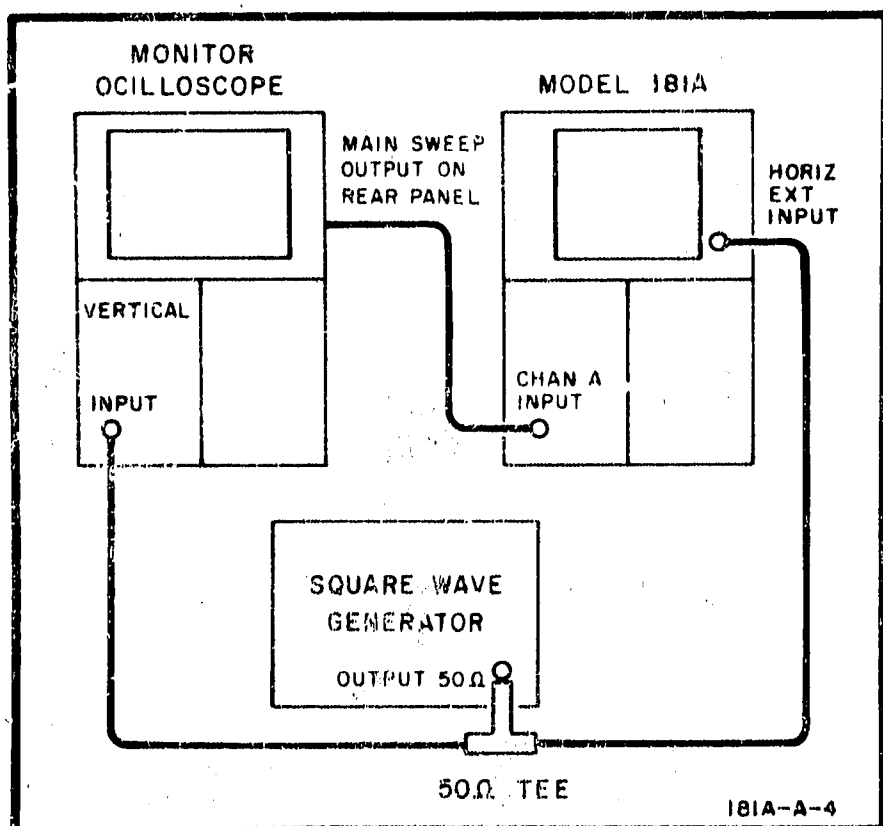 MONITOR
OCILLOSCOPE
MODEL 181A
MAIN SWEEP
OUTPUT ON
REAR PANEL
HORIZ
EXT
INPUT
VERTICAL
INPUT
CHAN A
INPUT
SQUARE WAVE
GENERATOR
OUTPUT 50Ω
50Ω TEE
181A-A-4